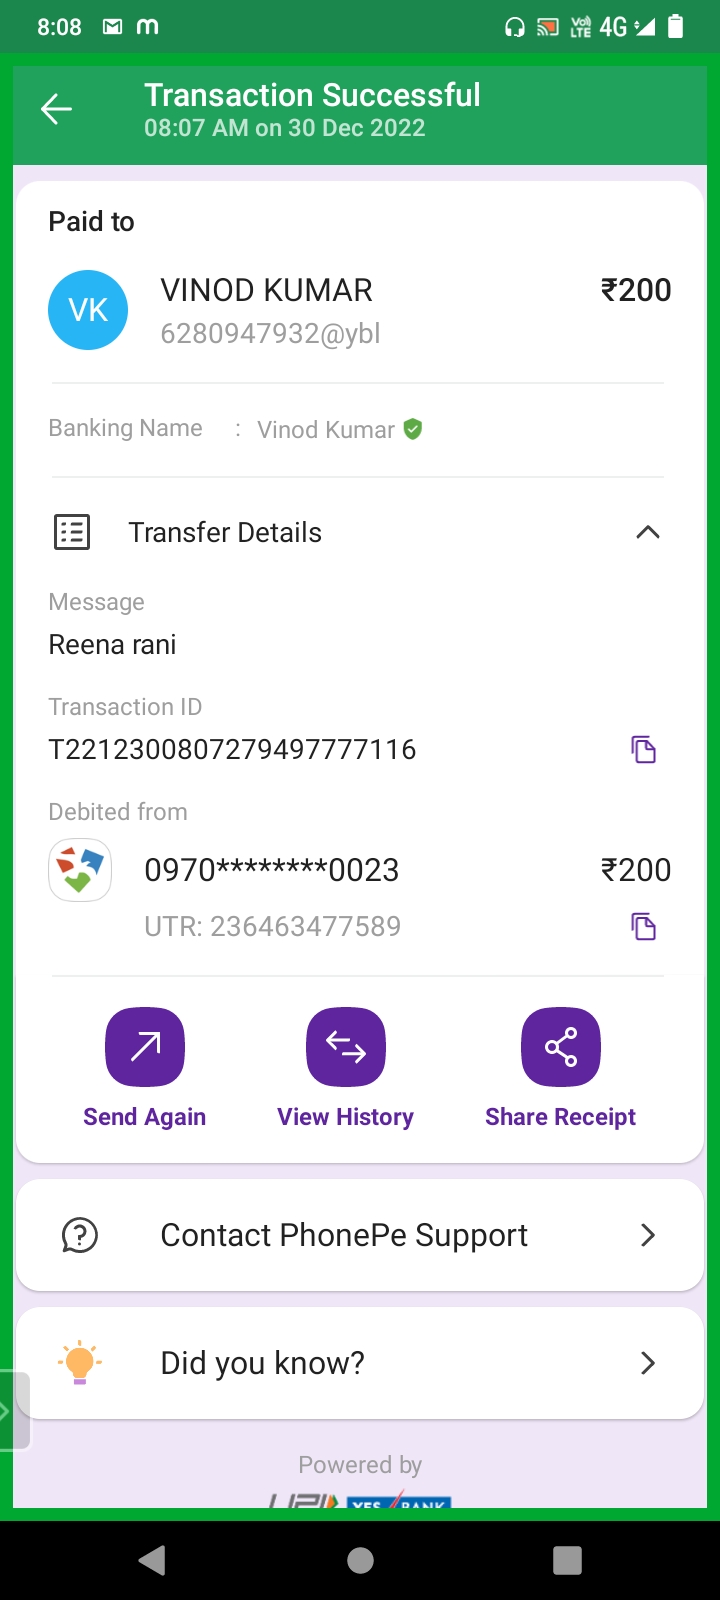 8:08 Vo) LTE 4G
Transaction Successful
08:07 AM on 30 Dec 2022
Paid to
VK VINOD KUMAR ₹200
6280947932@ybl
Banking Name : Vinod Kumar
Transfer Details
Message
Reena rani
Transaction ID
T2212300807279497777116
Debited from
0970********0023 ₹200
UTR: 236463477589
Send Again View History Share Receipt
Contact PhonePe Support
Did you know?
Powered by
UPI YES BANK